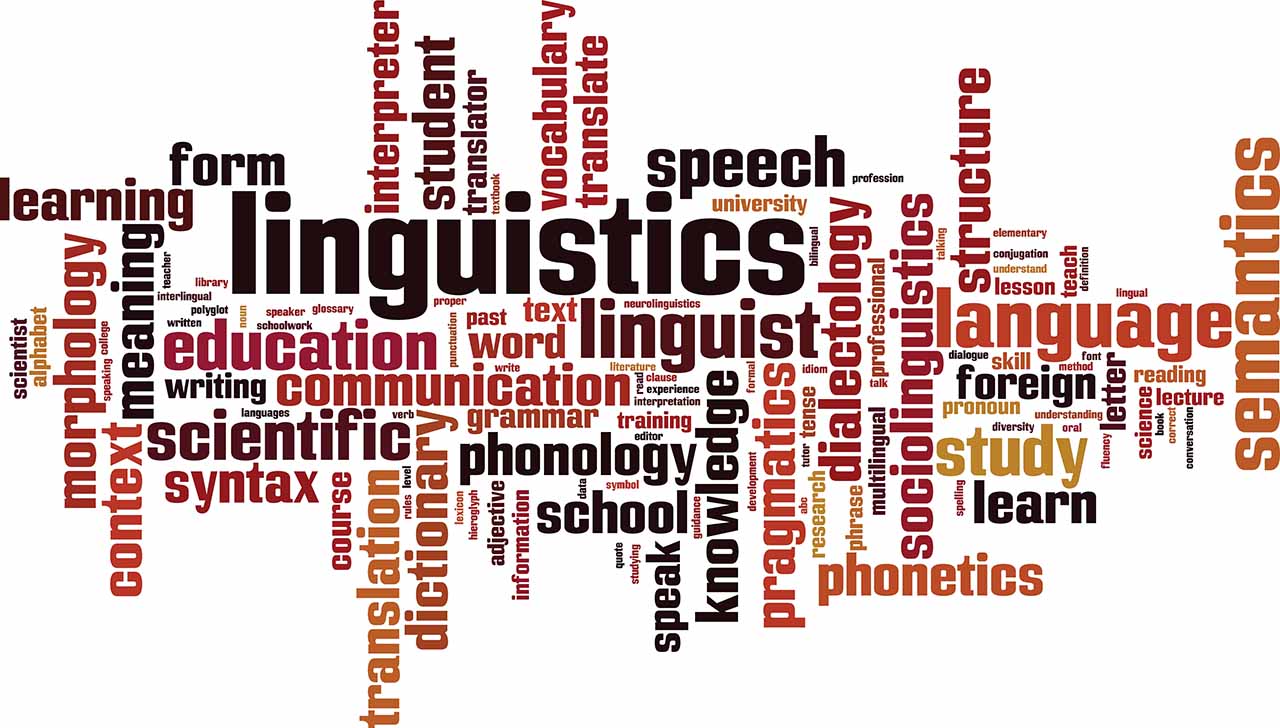 interpreter
student
translator
textbook
vocabulary
translate
form
learning
linguistics
speech
profession
university
structure
semantics
morphology
meaning
teacher
library
interlingual
polyglot
written
noun
speaker
glossary
schoolwork
proper
punctuation
past
text
neurolinguistics
word
linguist
bilingual
dialectology
professional
sociolinguistics
talking
elementary
conjugation
understand
lesson
teach
definition
lingual
language
scientist
alphabet
speaking
college
education
write
literature
read
clause
experience
interpretation
formal
idiom
talk
dialogue
skill
font
method
foreign
letter
reading
lecture
science
book
correct
conversation
writing
communication
languages
verb
grammar
training
editor
knowledge
pragmatics
tense
tutor
multilingual
pronoun
understanding
diversity
oral
fluency
study
context
scientific
syntax
course
translation
level
rules
dictionary
phonology
lexicon
hieroglyph
adjective
information
data
symbol
school
guidance
development
abc
research
phrase
spelling
learn
quote
studying
speak
phonetics